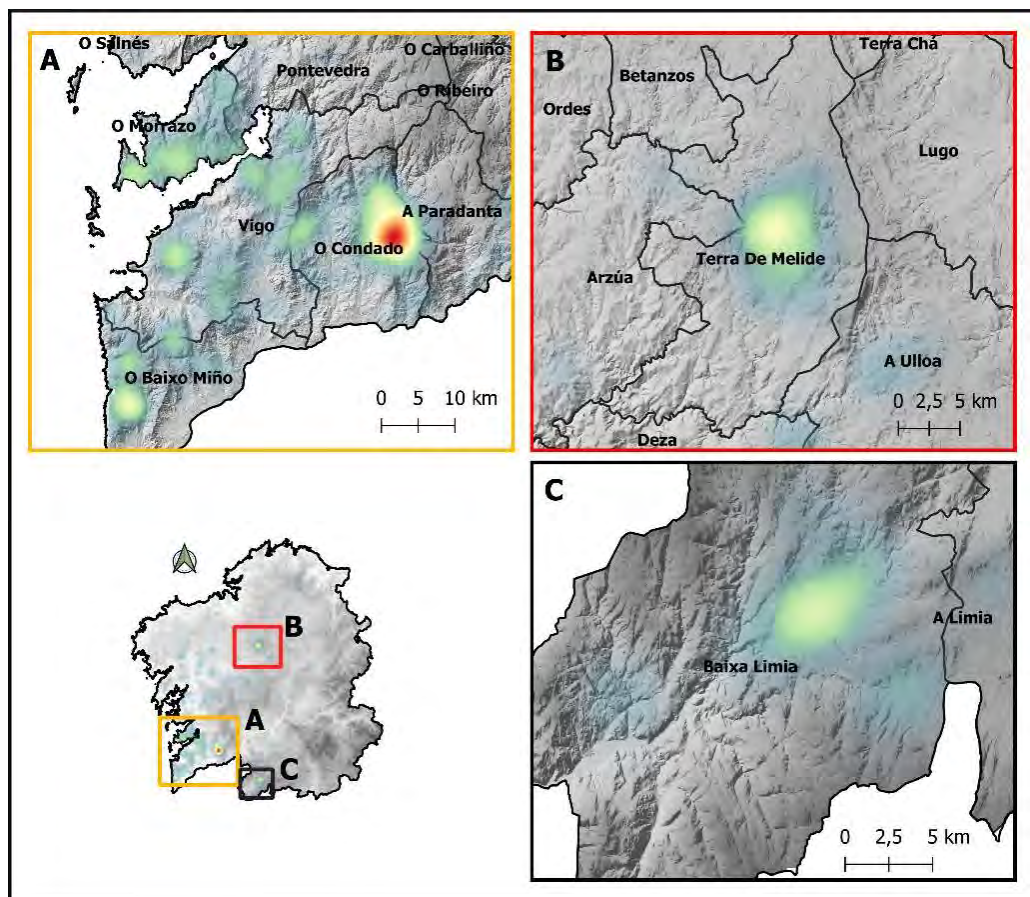 A
O Salnés
O Carballiño
Pontevedra
O Ribeiro
O Morrazo
A Paradanta
Vigo
O Condado
O Baixo Miño
0 5 10 km
B
Terra Chá
Betanzos
Ordes
Lugo
Terra De Melide
Arzúa
A Ulloa
0 2,5 5 km
Deza
C
A Limia
Baixa Limia
0 2,5 5 km
B
A
C